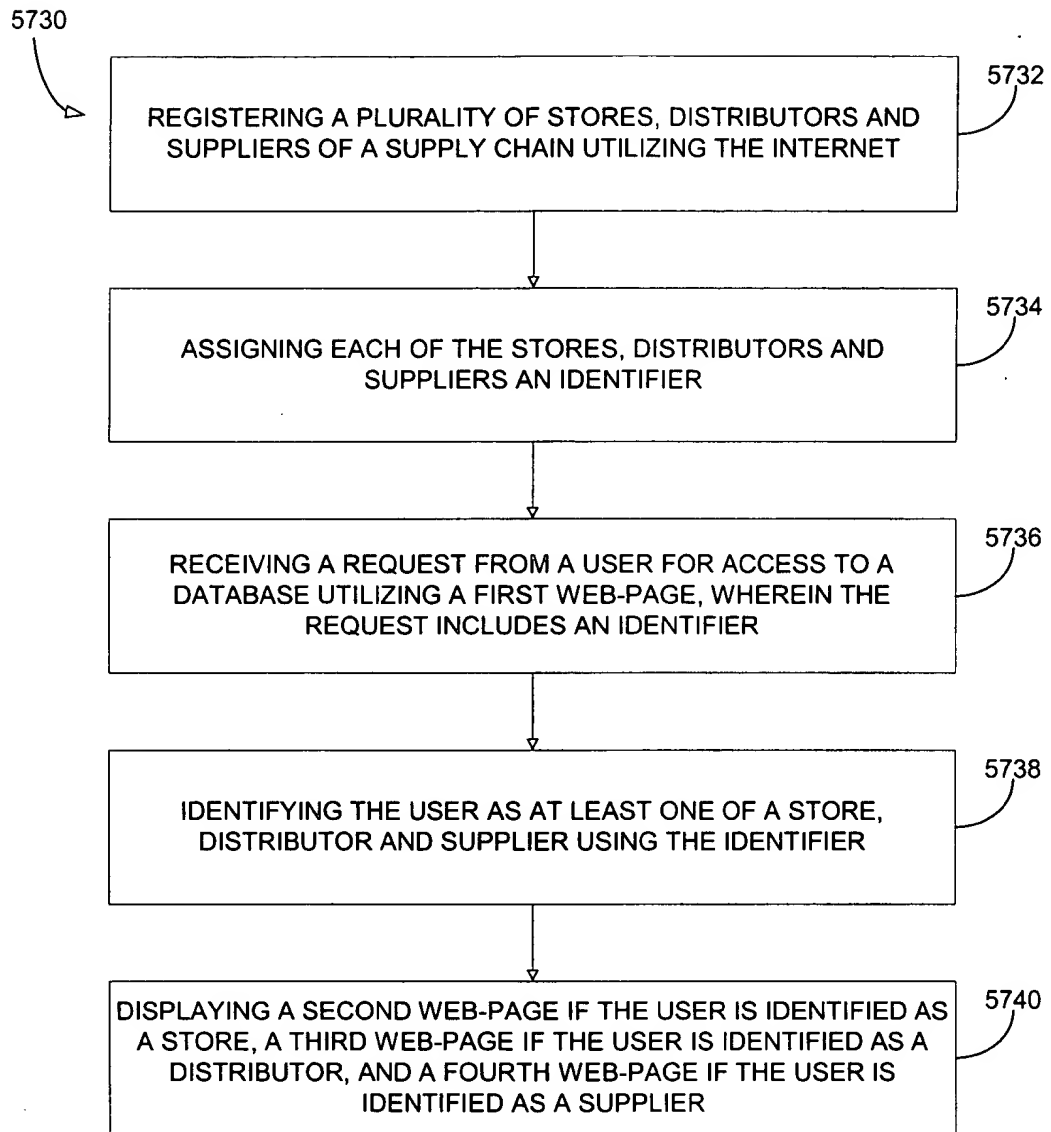 5730
5732
REGISTERING A PLURALITY OF STORES, DISTRIBUTORS AND
SUPPLIERS OF A SUPPLY CHAIN UTILIZING THE INTERNET
5734
ASSIGNING EACH OF THE STORES, DISTRIBUTORS AND
SUPPLIERS AN IDENTIFIER
5736
RECEIVING A REQUEST FROM A USER FOR ACCESS TO A
DATABASE UTILIZING A FIRST WEB-PAGE, WHEREIN THE
REQUEST INCLUDES AN IDENTIFIER
5738
IDENTIFYING THE USER AS AT LEAST ONE OF A STORE,
DISTRIBUTOR AND SUPPLIER USING THE IDENTIFIER
5740
DISPLAYING A SECOND WEB-PAGE IF THE USER IS IDENTIFIED AS
A STORE, A THIRD WEB-PAGE IF THE USER IS IDENTIFIED AS A
DISTRIBUTOR, AND A FOURTH WEB-PAGE IF THE USER IS
IDENTIFIED AS A SUPPLIER